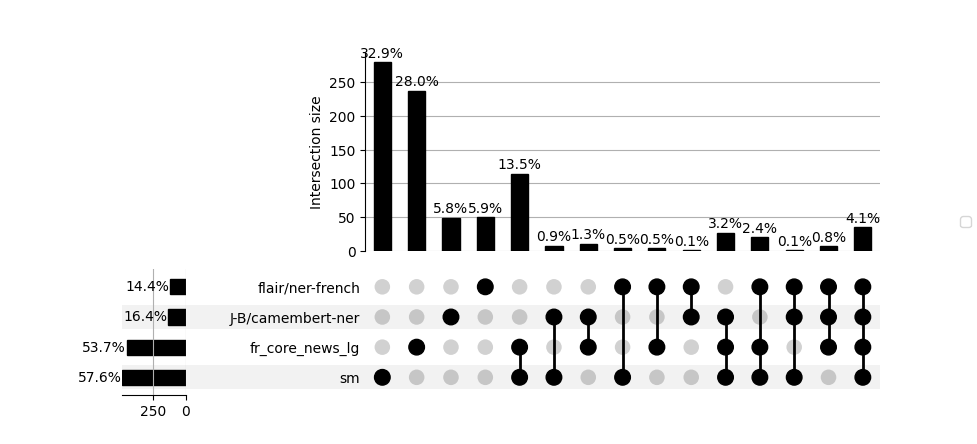 32.9%
28.0%
250
200
Intersection size
150
13.5%
100
5.8% 5.9%
50
0.9% 1.3% 0.5% 0.5% 0.1% 3.2% 2.4% 0.1% 0.8% 4.1%
0
14.4% flair/ner-french
16.4% J-B/camembert-ner
53.7% fr_core_news_lg
57.6% sm
250 0